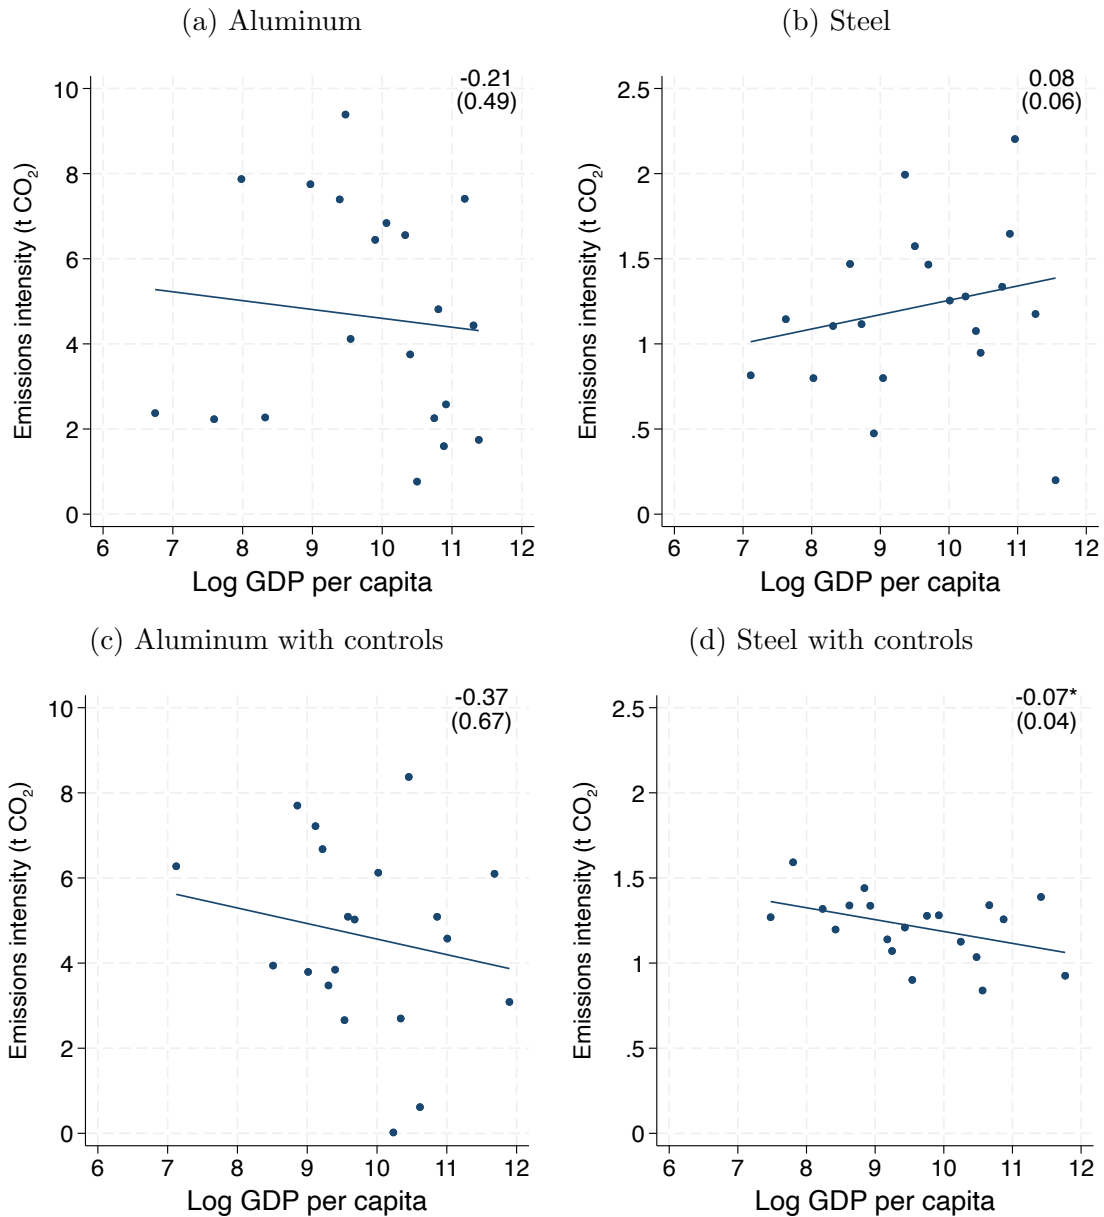 (a) Aluminum
-0.21
(0.49)
10
8
6
4
2
0
Emissions intensity (t CO₂)
6 7 8 9 10 11 12
Log GDP per capita
(b) Steel
0.08
(0.06)
2.5
2
1.5
1
.5
0
Emissions intensity (t CO₂)
6 7 8 9 10 11 12
Log GDP per capita
(c) Aluminum with controls
-0.37
(0.67)
10
8
6
4
2
0
Emissions intensity (t CO₂)
6 7 8 9 10 11 12
Log GDP per capita
(d) Steel with controls
-0.07*
(0.04)
2.5
2
1.5
1
.5
0
Emissions intensity (t CO₂)
6 7 8 9 10 11 12
Log GDP per capita